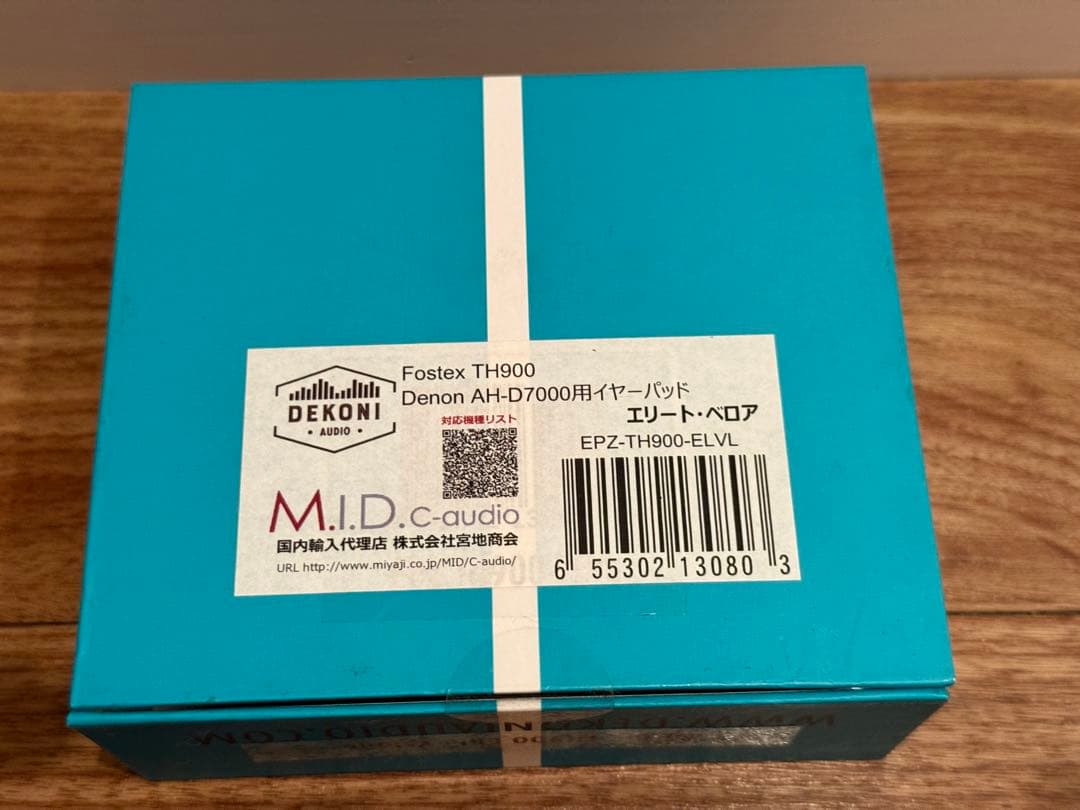 Fostex TH900
Denon AH-D7000用イヤーパッド
エリート・ベロア
DEKONI
・ AUDIO ・
対応機種リスト
EPZ-TH900-ELVL
M.I.D. C-audio
国内輸入代理店 株式会社宮地商会
URL http://www.miyaji.co.jp/MID/C-audio/
6 55302 13080 3